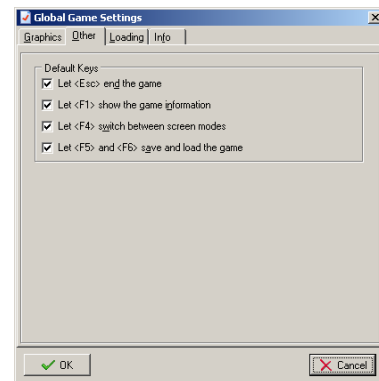 Global Game Settings
Graphics Other Loading Info
Default Keys
Let <Esc> end the game
Let <F1> show the game information
Let <F4> switch between screen modes
Let <F5> and <F6> save and load the game
OK Cancel